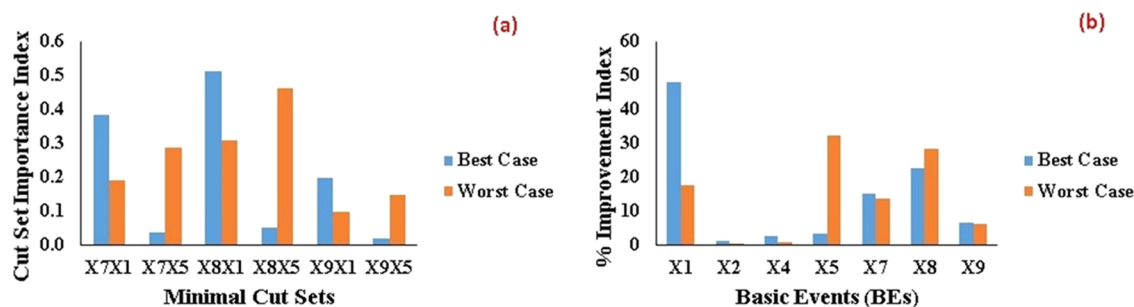 (a)
Cut Set Importance Index
0.6
0.5
0.4
0.3
0.2
0.1
0.0
X7X1 X7X5 X8X1 X8X5 X9X1 X9X5
Minimal Cut Sets
Best Case
Worst Case
(b)
% Improvement Index
60
50
40
30
20
10
0
X1 X2 X4 X5 X7 X8 X9
Basic Events (BEs)
Best Case
Worst Case